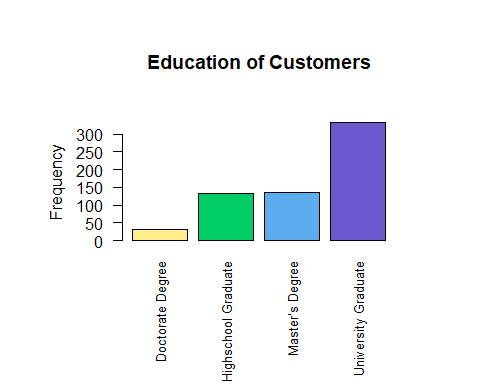 Education of Customers
Frequency
300
250
200
150
100
50
0
Doctorate Degree
Highschool Graduate
Master's Degree
University Graduate